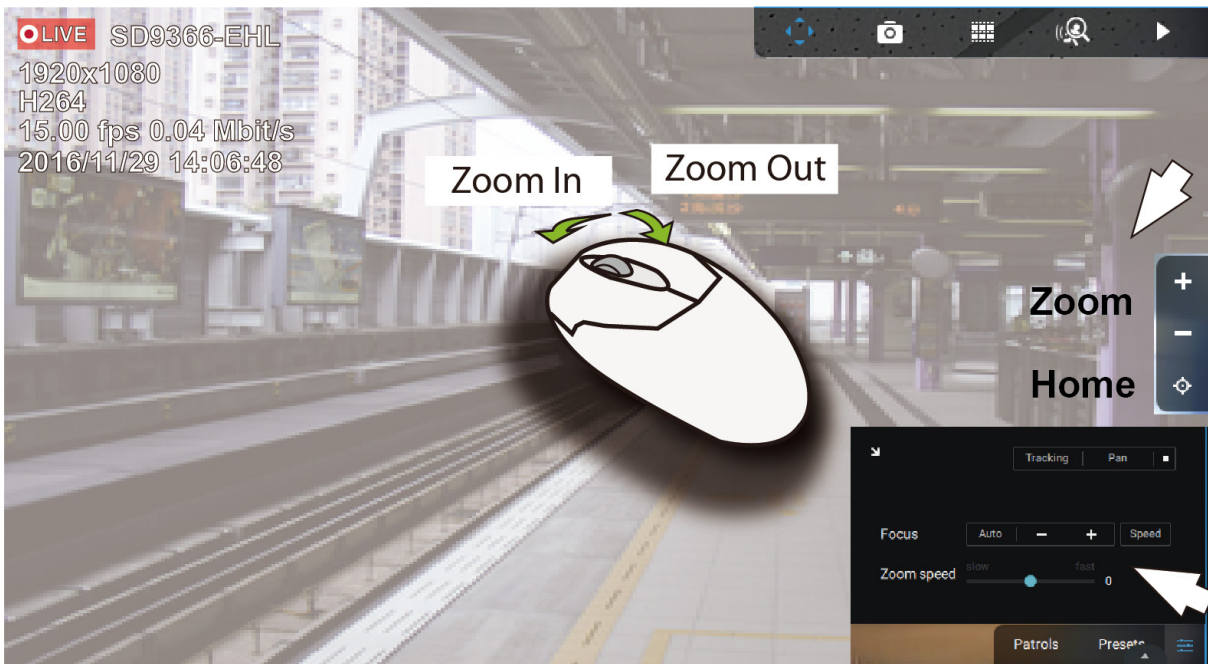 LIVE SD9366-EHL
1920x1080
H264
15.00 fps 0.04 Mbit/s
2016/11/29 14:06:48
Zoom In
Zoom Out
Zoom
Home
Tracking Pan
Focus Auto − + Speed
slow fast
Zoom speed 0
Patrols Presets